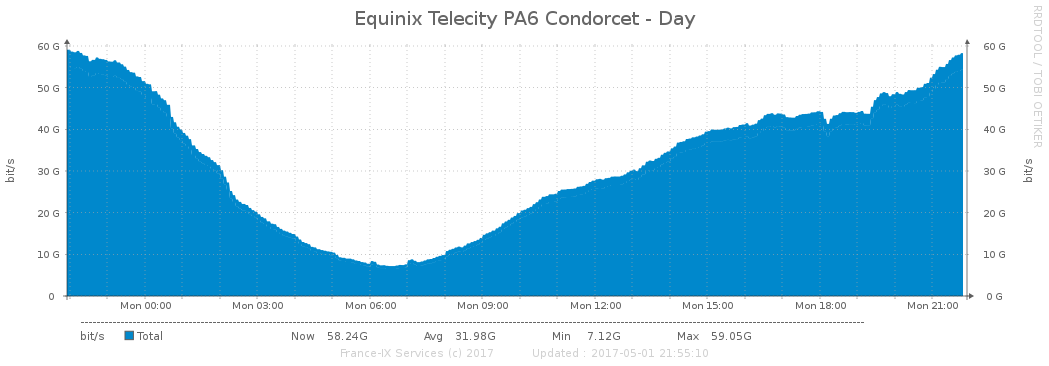 Equinix Telecity PA6 Condorcet - Day
RRDTOOL / TOBI OETIKER
60 G 60 G
50 G 50 G
40 G 40 G
30 G 30 G
20 G 20 G
10 G 10 G
0 0 G
bit/s bit/s
Mon 00:00 Mon 03:00 Mon 06:00 Mon 09:00 Mon 12:00 Mon 15:00 Mon 18:00 Mon 21:00
bit/s Total Now 58.24G Avg 31.98G Min 7.12G Max 59.05G
France-IX Services (c) 2017 Updated : 2017-05-01 21:55:10